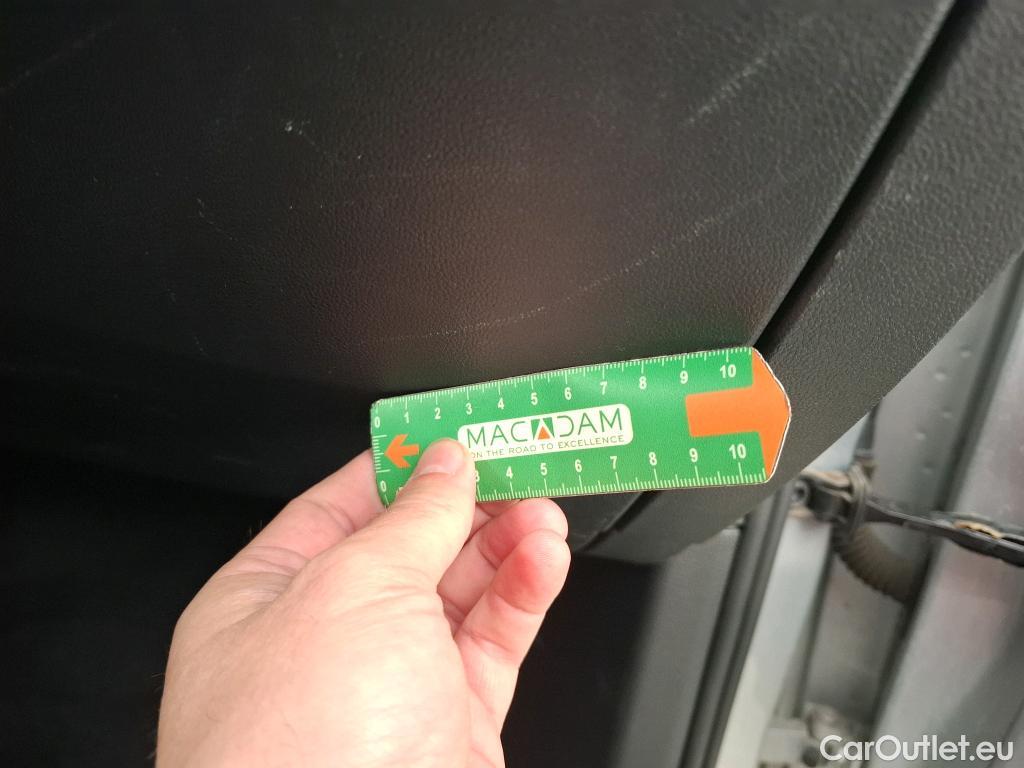 0 1 2 3 4 5 6 7 8 9 10
MACADAM
ON THE ROAD TO EXCELLENCE
0 3 4 5 6 7 8 9 10
CarOutlet.eu